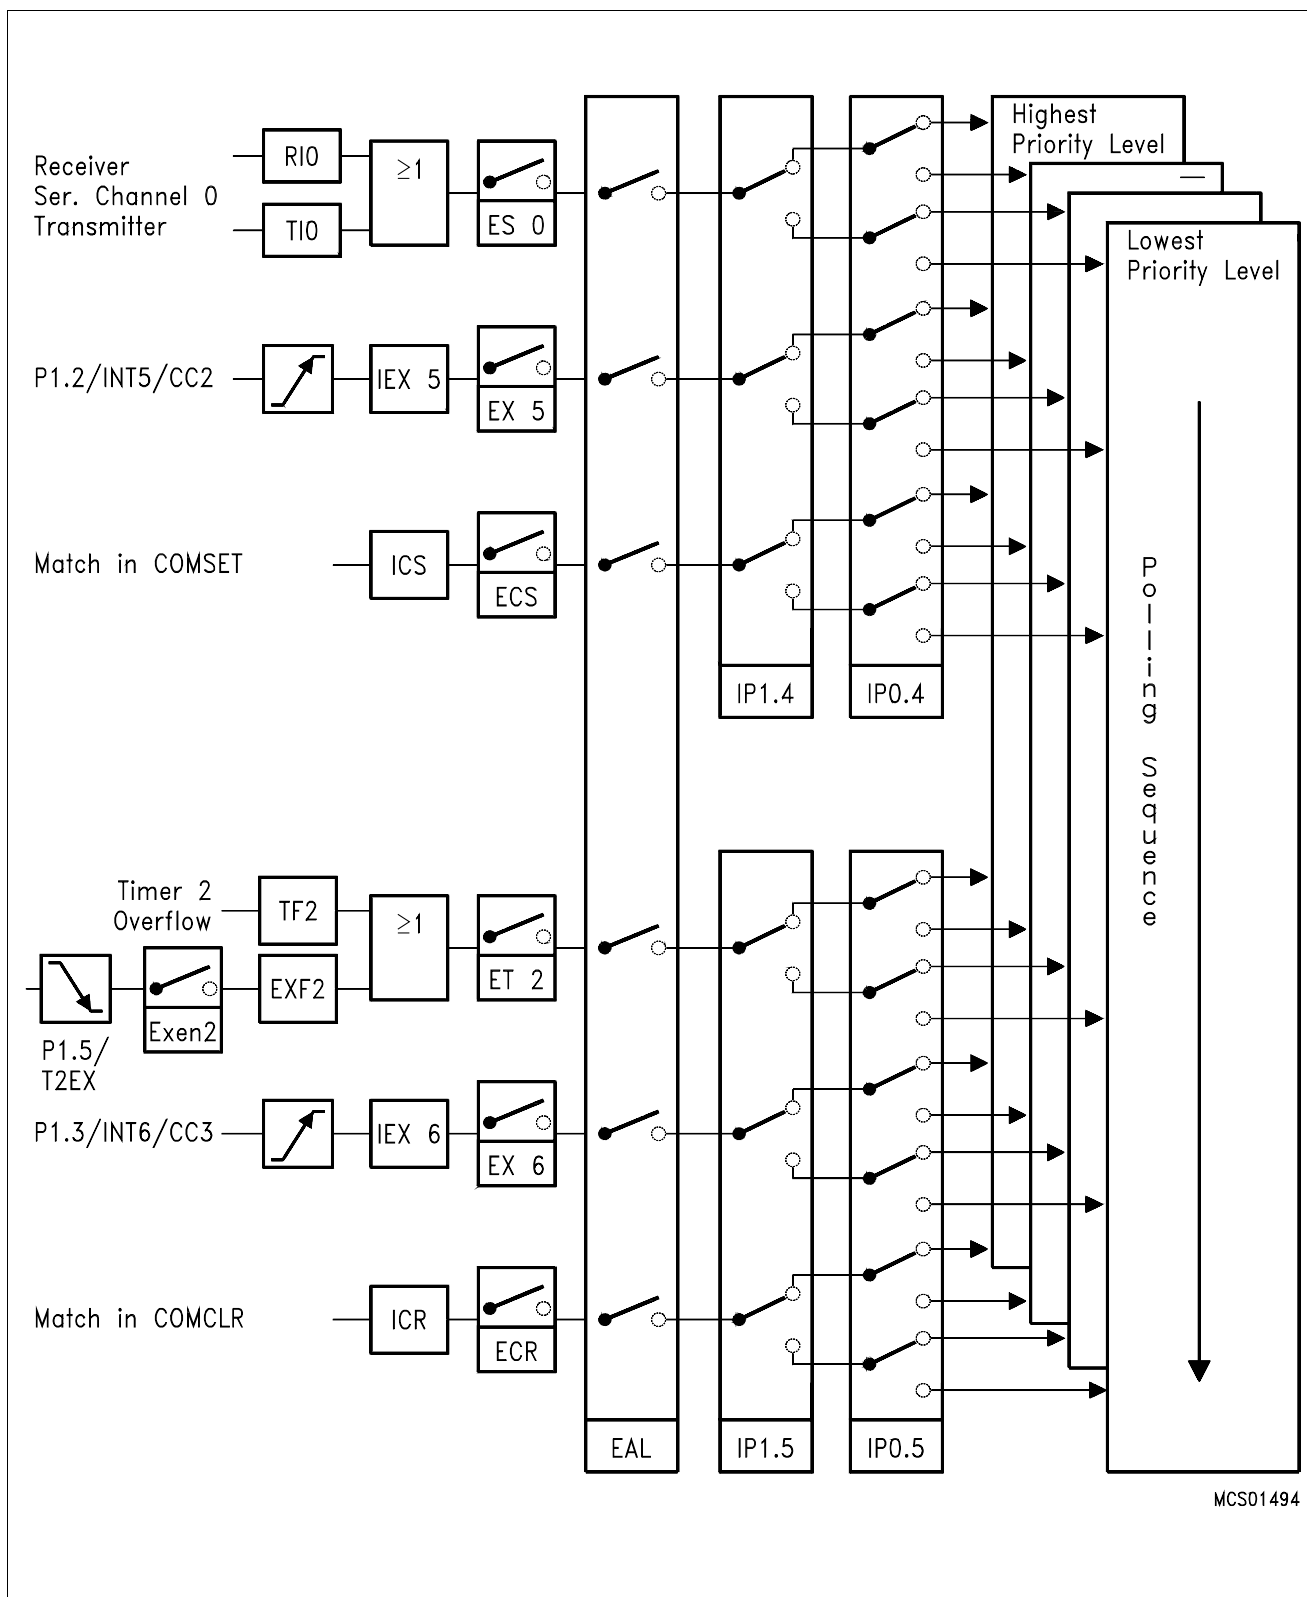 Highest
Priority Level
Lowest
Priority Level
Receiver
Ser. Channel 0
Transmitter
RI0
TI0
≥1
ES 0
P1.2/INT5/CC2
IEX 5
EX 5
Match in COMSET
ICS
ECS
IP1.4
IP0.4
Polling Sequence
Timer 2
Overflow
TF2
≥1
ET 2
EXF2
Exen2
P1.5/
T2EX
P1.3/INT6/CC3
IEX 6
EX 6
Match in COMCLR
ICR
ECR
EAL
IP1.5
IP0.5
MCS01494